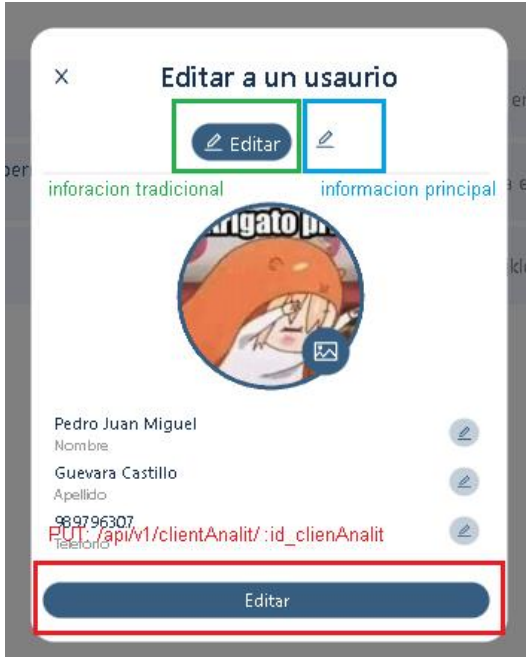 Editar a un usaurio
Editar
inforacion tradicional
informacion principal
Pedro Juan Miguel
Nombre
Guevara Castillo
Apellido
989796307
PUT: /api/v1/clientAnalit/ :id_clienAnalit
Telefono
Editar